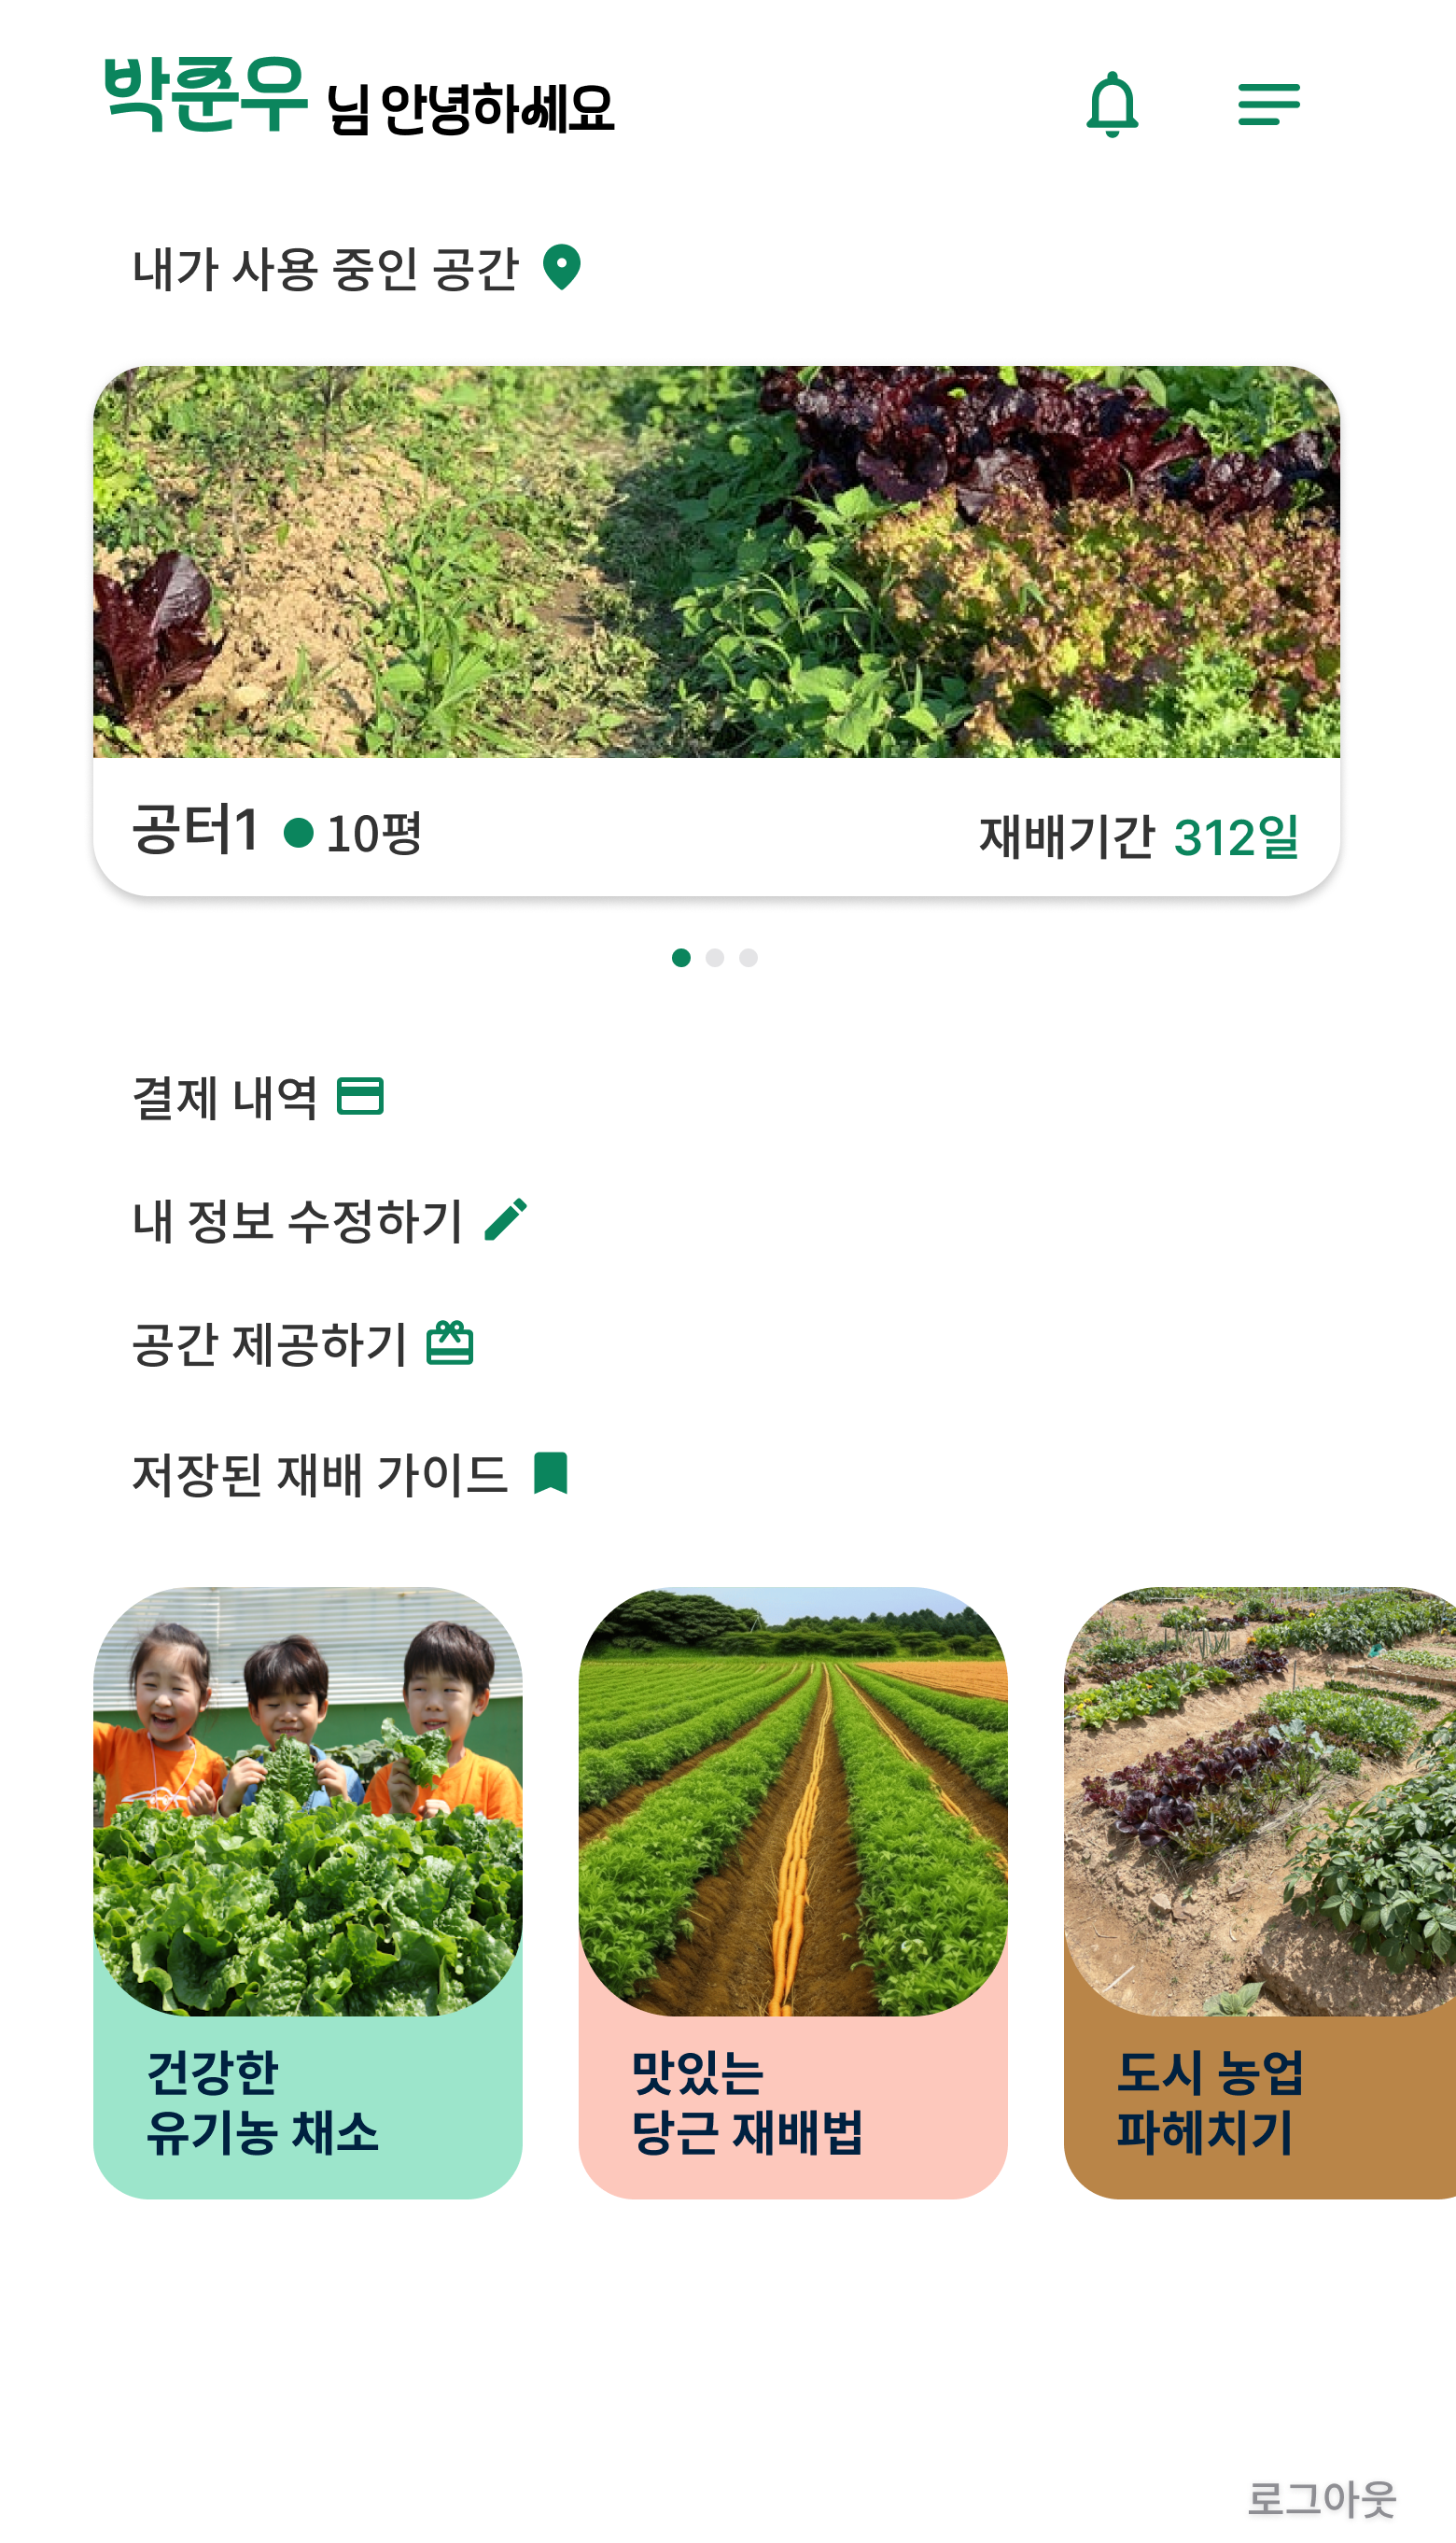 박준우 님 안녕하세요
내가 사용 중인 공간
공터1 10평 재배기간 312일
결제 내역
내 정보 수정하기
공간 제공하기
저장된 재배 가이드
건강한
유기농 채소
맛있는
당근 재배법
도시 농업
파헤치기
로그아웃